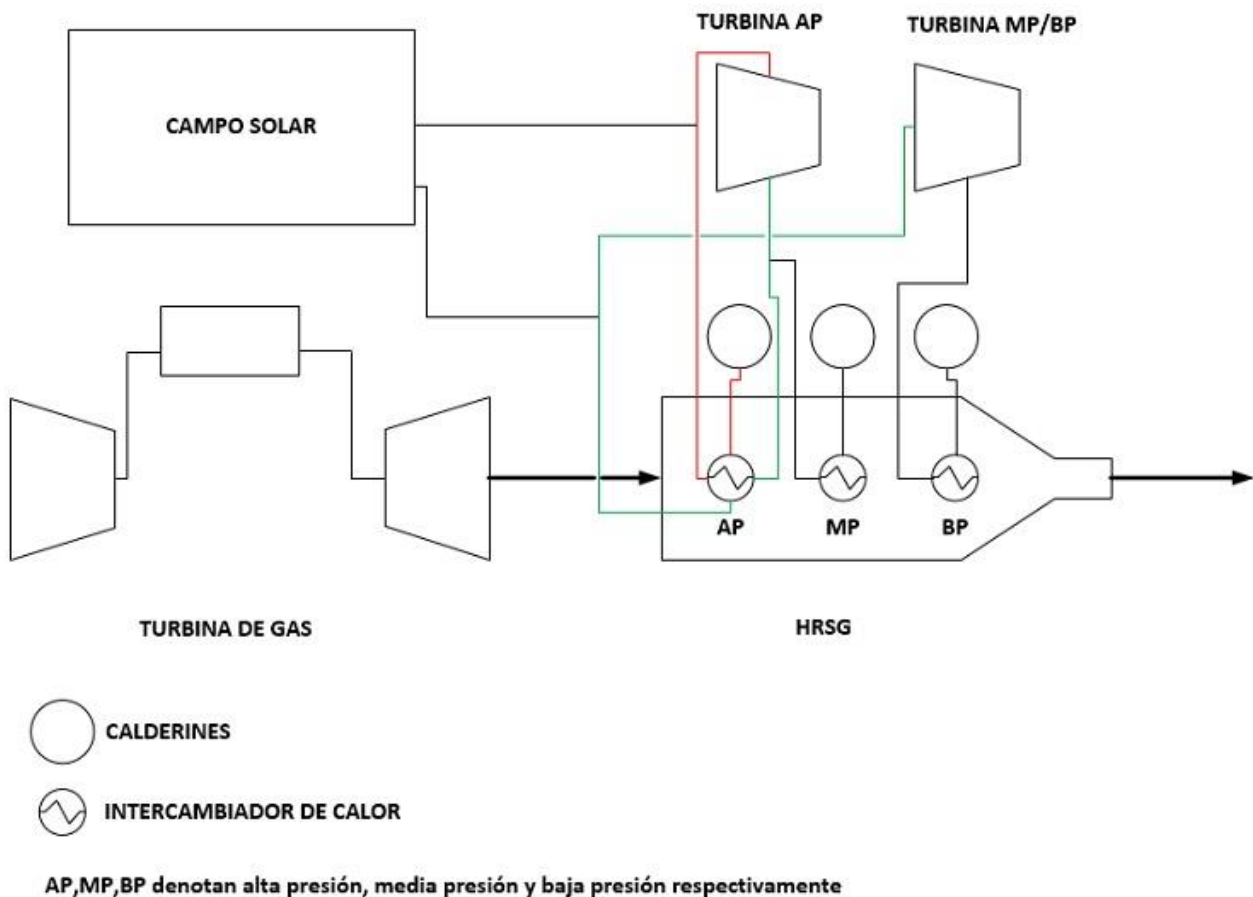 TURBINA AP
TURBINA MP/BP
CAMPO SOLAR
AP
MP
BP
TURBINA DE GAS
HRSG
CALDERINES
INTERCAMBIADOR DE CALOR
AP,MP,BP denotan alta presión, media presión y baja presión respectivamente